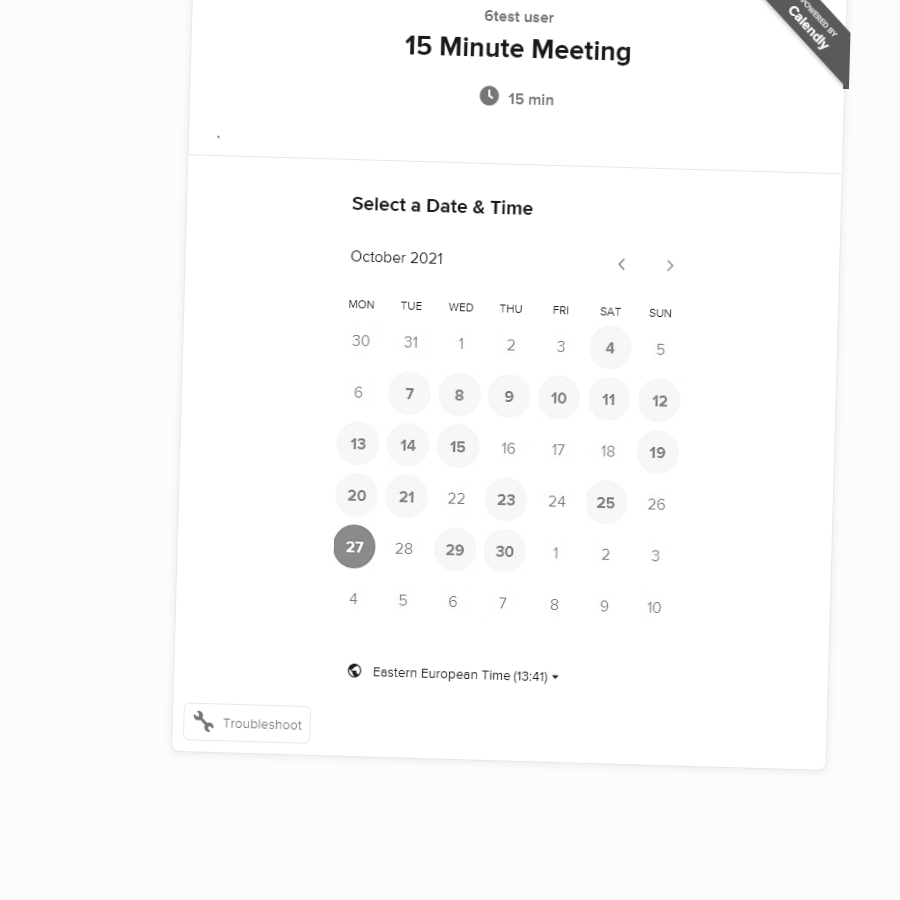 6test user
POWERED BY
Calendly
15 Minute Meeting
15 min
.
Select a Date & Time
October 2021
MON TUE WED THU FRI SAT SUN
30 31 1 2 3 4 5
6 7 8 9 10 11 12
13 14 15 16 17 18 19
20 21 22 23 24 25 26
27 28 29 30 1 2 3
4 5 6 7 8 9 10
Eastern European Time (13:41)
Troubleshoot